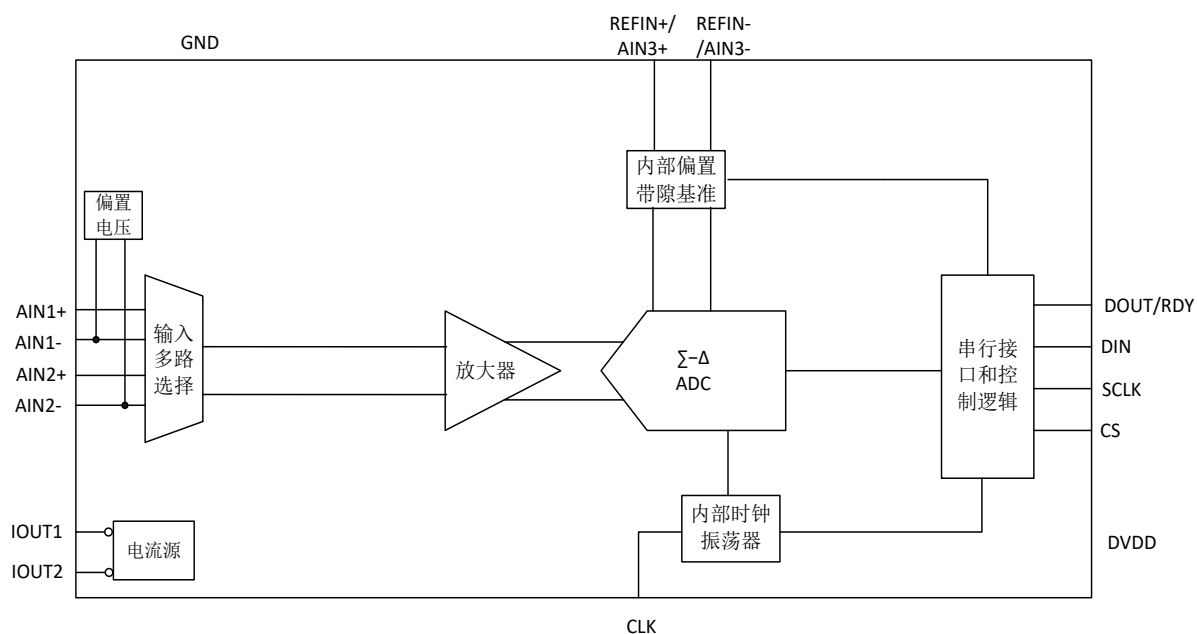 REFIN+/
AIN3+
REFIN-
/AIN3-
GND
内部偏置
带隙基准
偏置
电压
AIN1+
AIN1-
AIN2+
AIN2-
输入
多路
选择
放大器
∑-Δ
ADC
串行接
口和控
制逻辑
DOUT/RDY
DIN
SCLK
CS
IOUT1
IOUT2
电流源
内部时钟
振荡器
DVDD
CLK